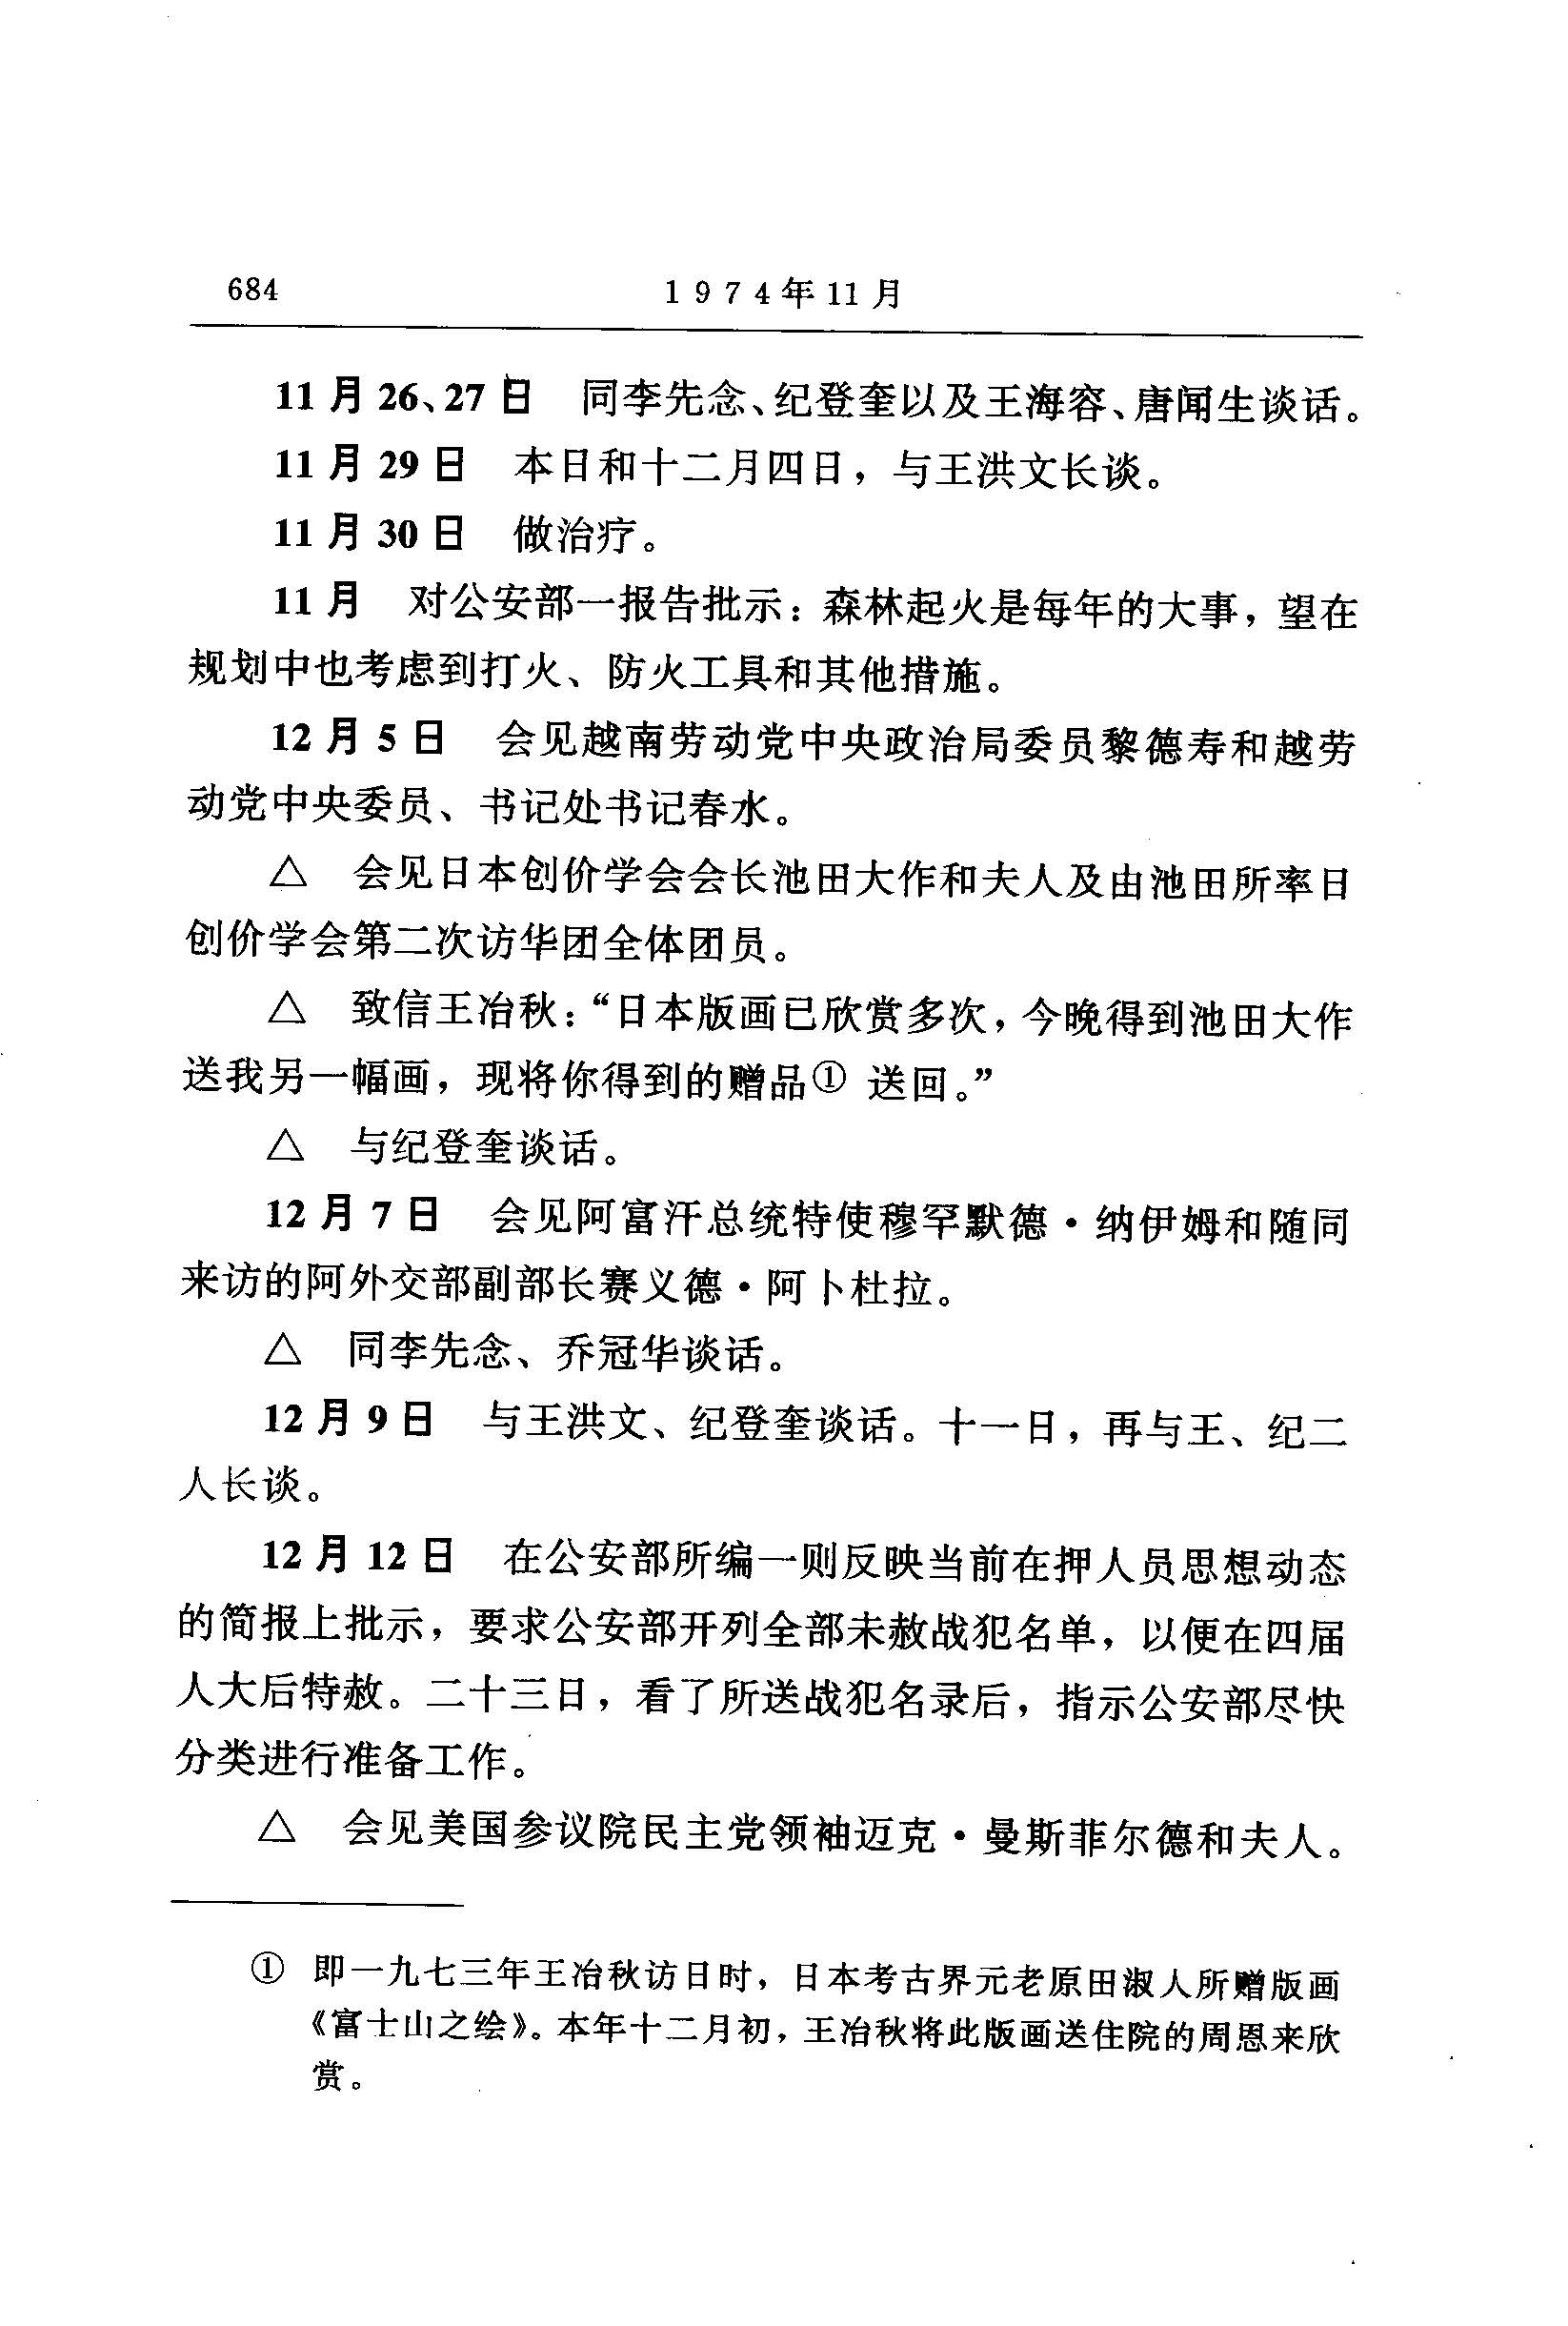 684 1974年11月
11月26、27日 同李先念、纪登奎以及王海容、唐闻生谈话。
11月29日 本日和十二月四日，与王洪文长谈。
11月30日 做治疗。
11月 对公安部一报告批示：森林起火是每年的大事，望在
规划中也考虑到打火、防火工具和其他措施。
12月5日 会见越南劳动党中央政治局委员黎德寿和越劳
动党中央委员、书记处书记春水。
△ 会见日本创价学会会长池田大作和夫人及由池田所率日
创价学会第二次访华团全体团员。
△ 致信王冶秋：“日本版画已欣赏多次，今晚得到池田大作
送我另一幅画，现将你得到的赠品① 送回。”
△ 与纪登奎谈话。
12月7日 会见阿富汗总统特使穆罕默德·纳伊姆和随同
来访的阿外交部副部长赛义德·阿卜杜拉。
△ 同李先念、乔冠华谈话。
12月9日 与王洪文、纪登奎谈话。十一日，再与王、纪二
人长谈。
12月12日 在公安部所编一则反映当前在押人员思想动态
的简报上批示，要求公安部开列全部未赦战犯名单，以便在四届
人大后特赦。二十三日，看了所送战犯名录后，指示公安部尽快
分类进行准备工作。
△ 会见美国参议院民主党领袖迈克·曼斯菲尔德和夫人。
① 即一九七三年王冶秋访日时，日本考古界元老原田淑人所赠版画
《富士山之绘》。本年十二月初，王冶秋将此版画送住院的周恩来欣
赏。